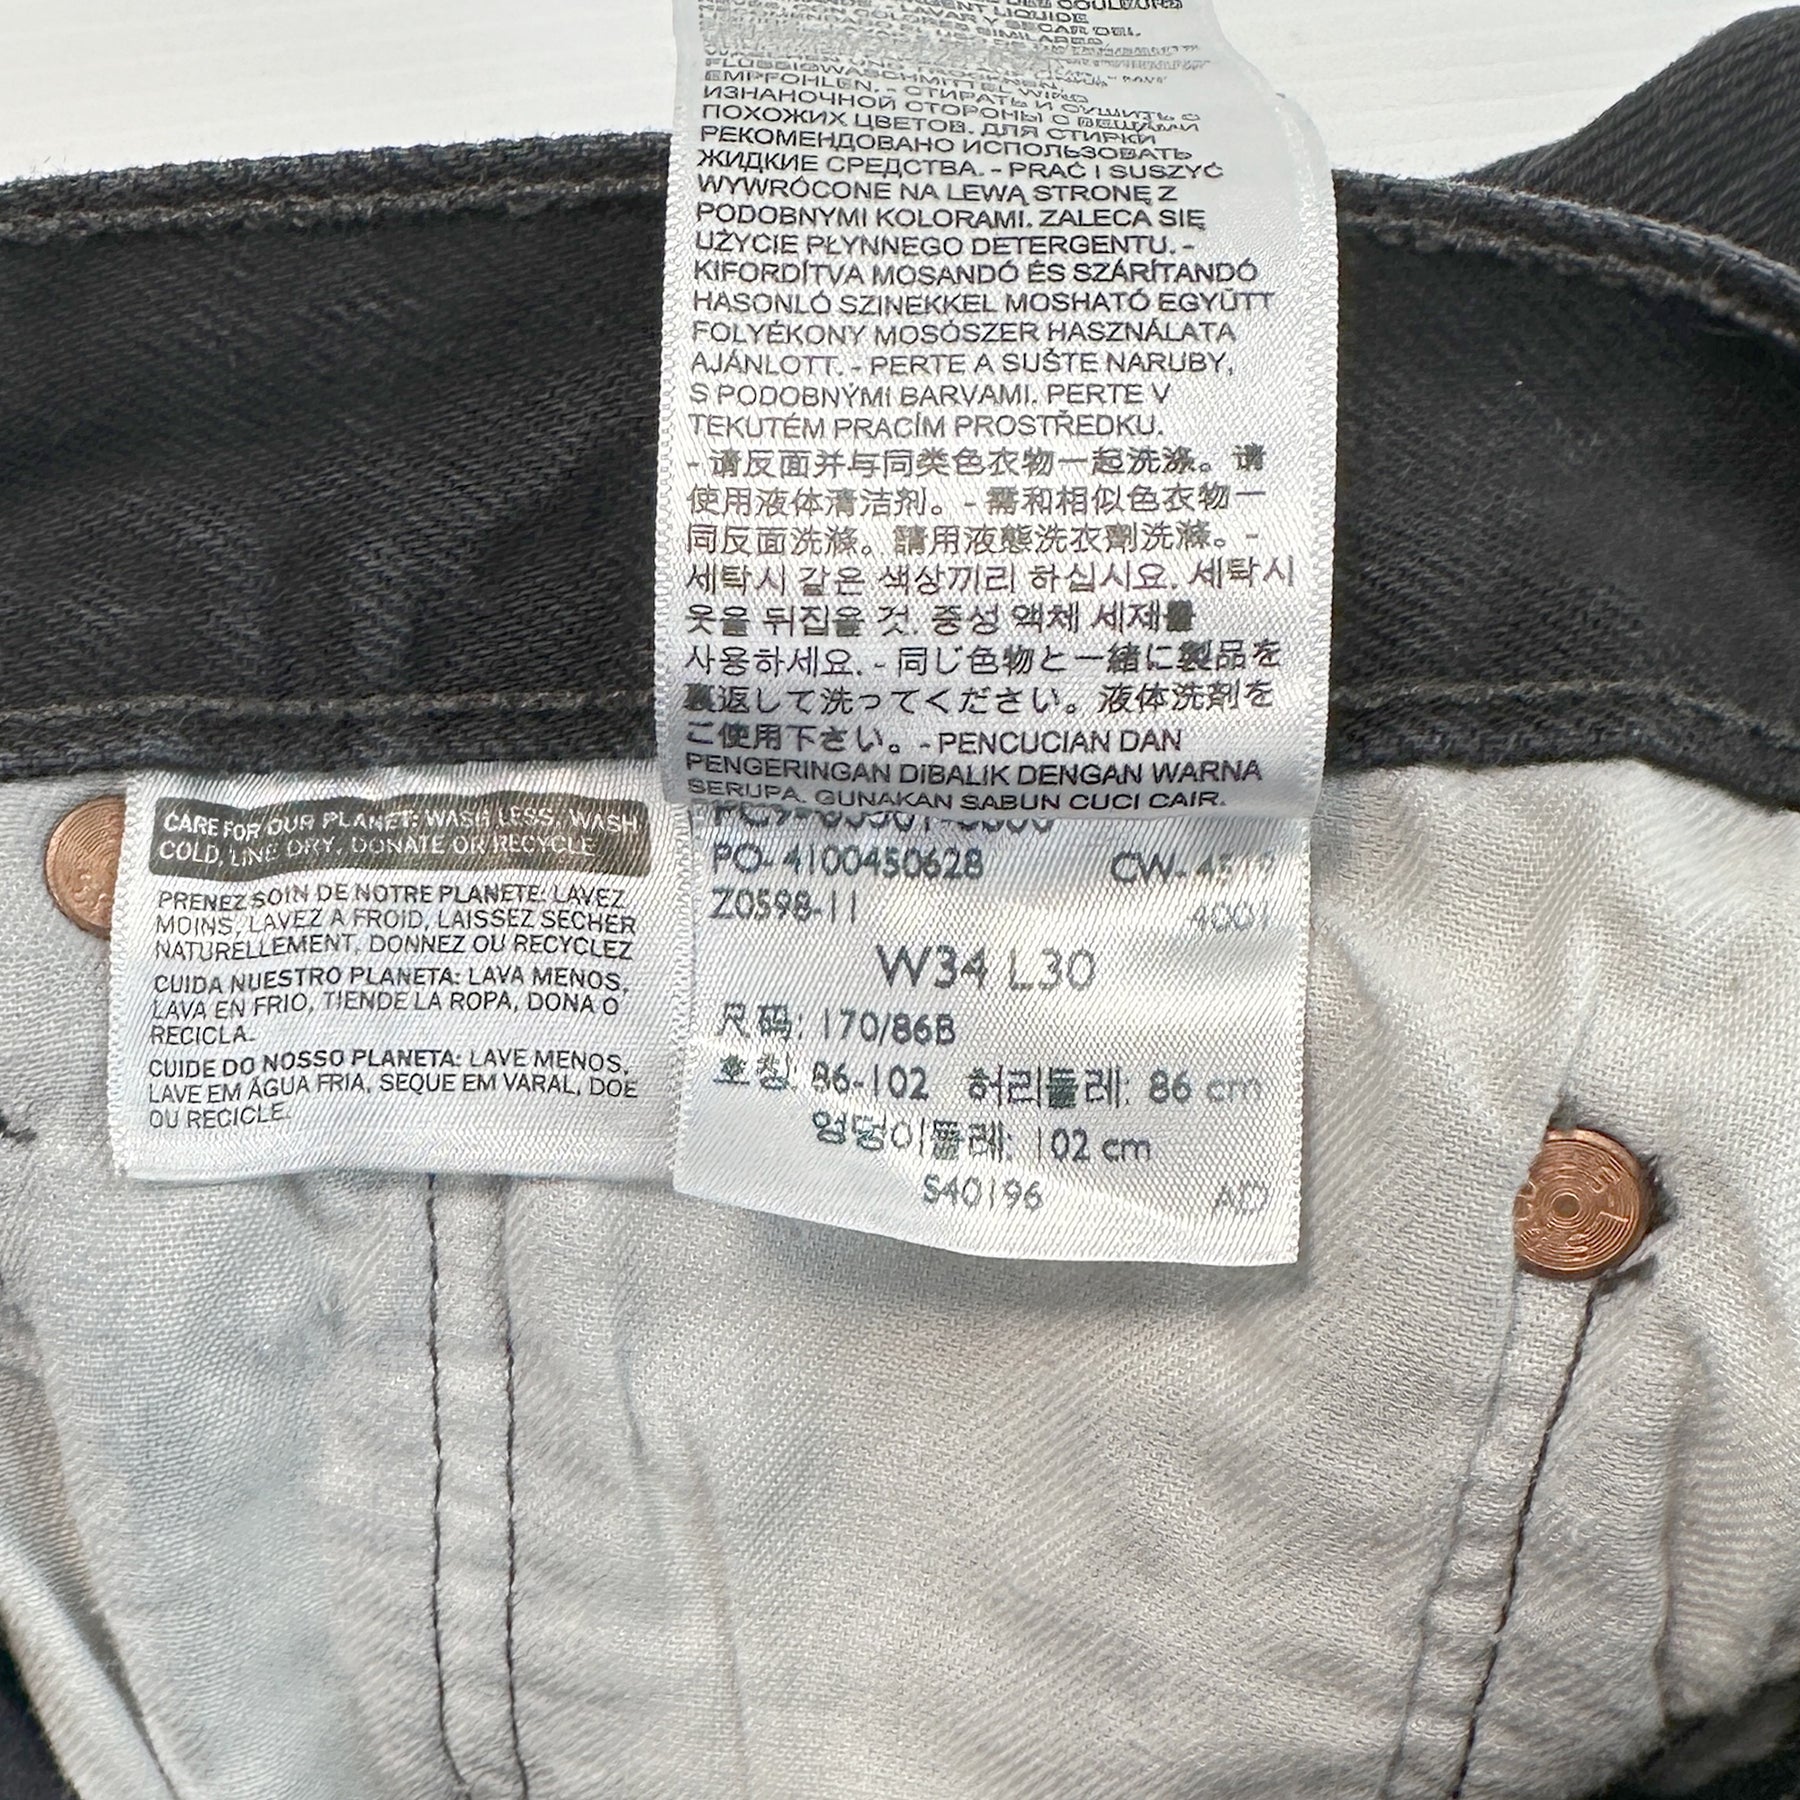 COULEURS
LAVAR Y SECAR DEL
EMPFOHLEN. - СТИРАТЬ И СУШИТЬ С
ИЗНАНОЧНОЙ СТОРОНЫ С ВЕЩАМИ
ПОХОЖИХ ЦВЕТОВ. ДЛЯ СТИРКИ
РЕКОМЕНДОВАНО ИСПОЛЬЗОВАТЬ
ЖИДКИЕ СРЕДСТВА. - PRAĆ I SUSZYĆ
WYWRÓCONE NA LEWĄ STRONĘ Z
PODOBNYMI KOLORAMI. ZALECA SIĘ
UŻYCIE PŁYNNEGO DETERGENTU. -
KIFORDÍTVA MOSANDÓ ÉS SZÁRÍTANDÓ
HASONLÓ SZINEKKEL MOSHATÓ EGYÜTT
FOLYÉKONY MOSÓSZER HASZNÁLATA
AJÁNLOTT. - PERTE A SUŠTE NARUBY,
S PODOBNÝMI BARVAMI. PERTE V
TEKUTÉM PRACÍM PROSTŘEDKU.
- 请反面并与同类色衣物一起洗涤。请
使用液体清洁剂。- 需和相似色衣物一
同反面洗滌。請用液態洗衣劑洗滌。-
세탁시 같은 색상끼리 하십시요. 세탁시
옷을 뒤집을 것. 중성 액체 세제를
사용하세요. - 同じ色物と一緒に製品を
裏返して洗ってください。液体洗剤を
ご使用下さい。- PENCUCIAN DAN
PENGERINGAN DIBALIK DENGAN WARNA
SERUPA. GUNAKAN SABUN CUCI CAIR.
PO- 4100450628 CW- 4519
Z0598-11 4001
W34 L30
尺码: 170/86B
호칭: 86-102 허리둘레: 86 cm
엉덩이둘레: 102 cm
S40196 AD
CARE FOR OUR PLANET: WASH LESS, WASH
COLD, LINE DRY, DONATE OR RECYCLE
PRENEZ SOIN DE NOTRE PLANETE: LAVEZ
MOINS, LAVEZ A FROID, LAISSEZ SECHER
NATURELLEMENT, DONNEZ OU RECYCLEZ
CUIDA NUESTRO PLANETA: LAVA MENOS,
LAVA EN FRIO, TIENDE LA ROPA, DONA O
RECICLA.
CUIDE DO NOSSO PLANETA: LAVE MENOS,
LAVE EM ÁGUA FRIA, SEQUE EM VARAL, DOE
OU RECICLE.